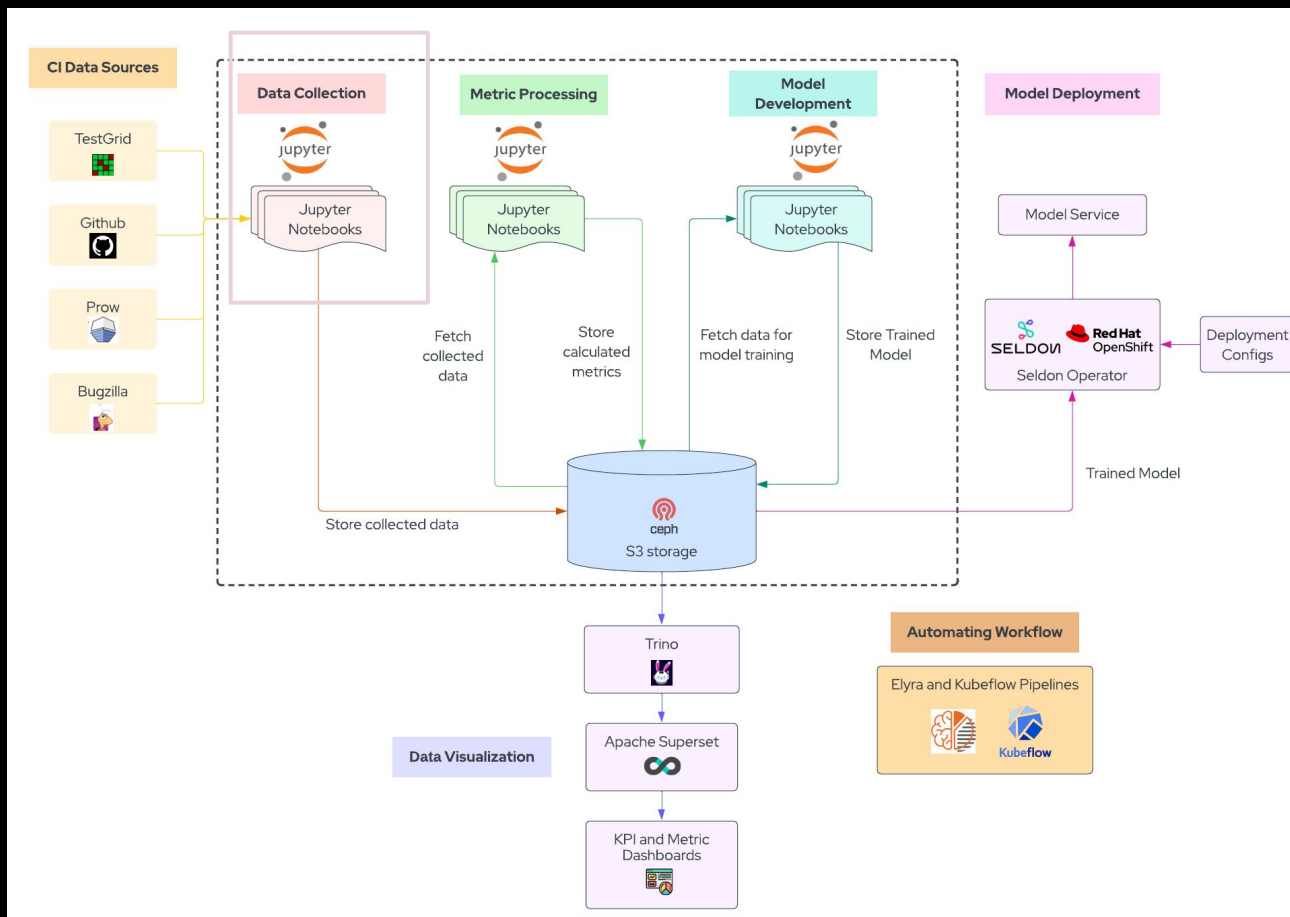 CI Data Sources
TestGrid
Github
Prow
Bugzilla
Data Collection
jupyter
Jupyter
Notebooks
Metric Processing
jupyter
Jupyter
Notebooks
Model
Development
jupyter
Jupyter
Notebooks
Fetch
collected
data
Store
calculated
metrics
Fetch data for
model training
Store Trained
Model
Store collected data
ceph
S3 storage
Model Deployment
Model Service
SELDON
Red Hat
OpenShift
Seldon Operator
Deployment
Configs
Trained Model
Trino
Data Visualization
Apache Superset
KPI and Metric
Dashboards
Automating Workflow
Elyra and Kubeflow Pipelines
Kubeflow